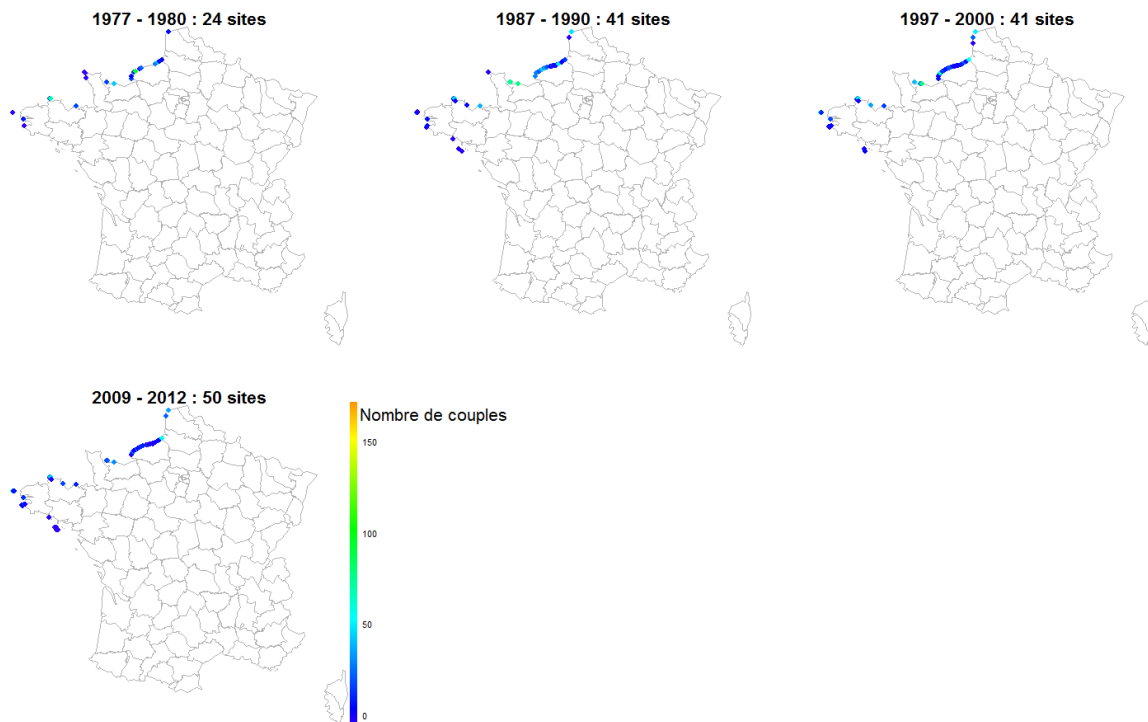 1977 - 1980 : 24 sites
1987 - 1990 : 41 sites
1997 - 2000 : 41 sites
2009 - 2012 : 50 sites
Nombre de couples
150
100
50
0